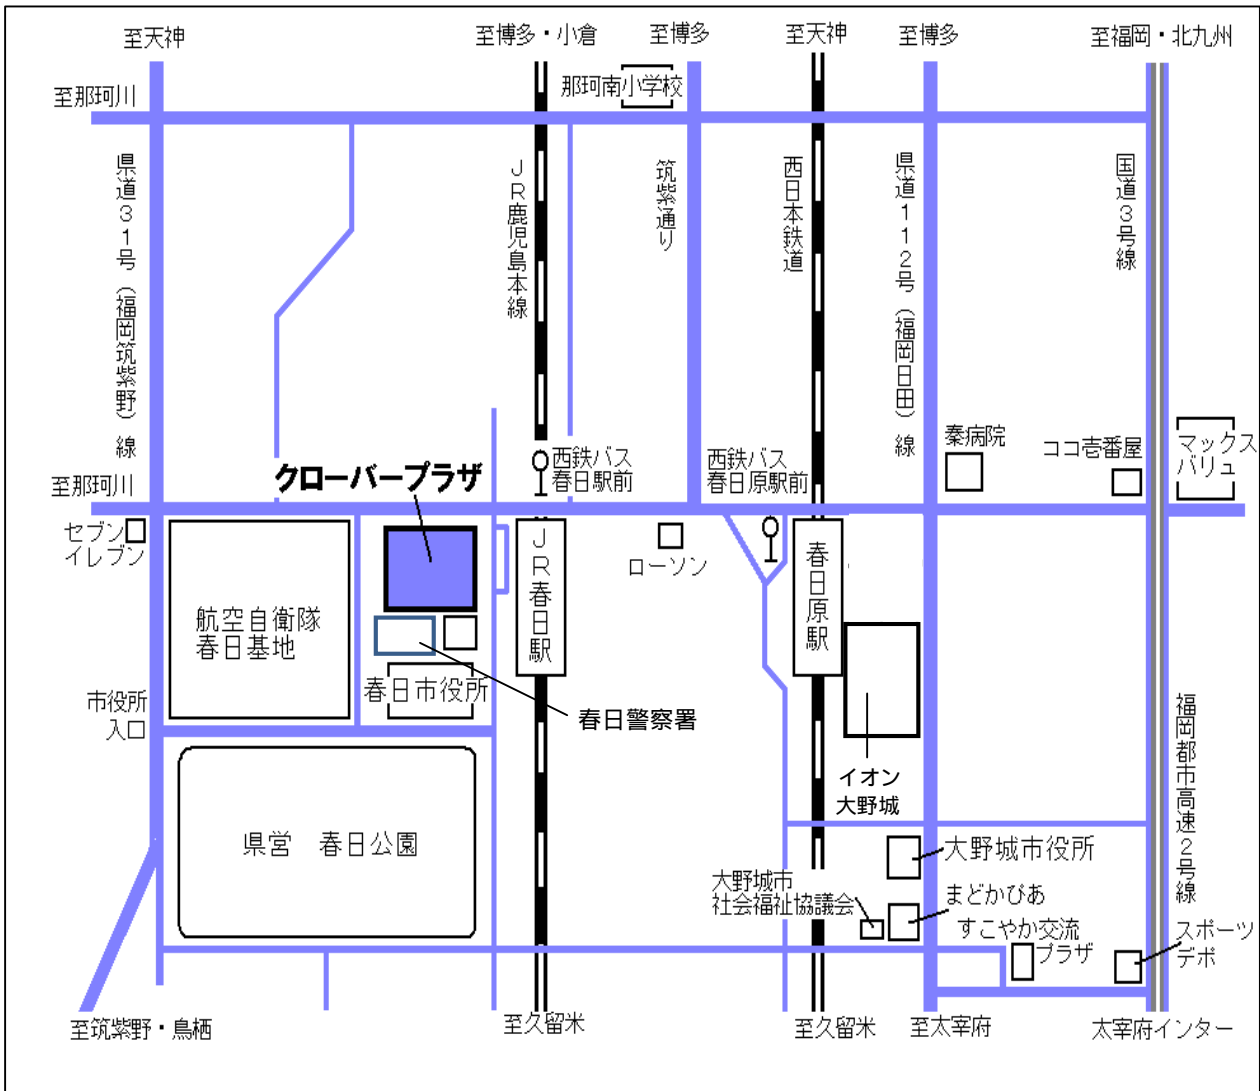 至天神
至博多・小倉
至博多
至天神
至博多
至福岡・北九州
至那珂川
那珂南小学校
県道31号（福岡筑紫野）線
JR鹿児島本線
筑紫通り
西日本鉄道
県道112号（福岡日田）線
国道3号線
クローバープラザ
西鉄バス
春日駅前
西鉄バス
春日原駅前
秦病院
ココ壱番屋
マックス
バリュ
至那珂川
セブン
イレブン
航空自衛隊
春日基地
JR春日駅
ローソン
春日原駅
市役所
入口
春日市役所
春日警察署
イオン
大野城
福岡都市高速2号線
県営　春日公園
大野城市役所
大野城市
社会福祉協議会
まどかぴあ
すこやか交流
プラザ
スポーツ
デポ
至筑紫野・鳥栖
至久留米
至久留米
至太宰府
太宰府インター